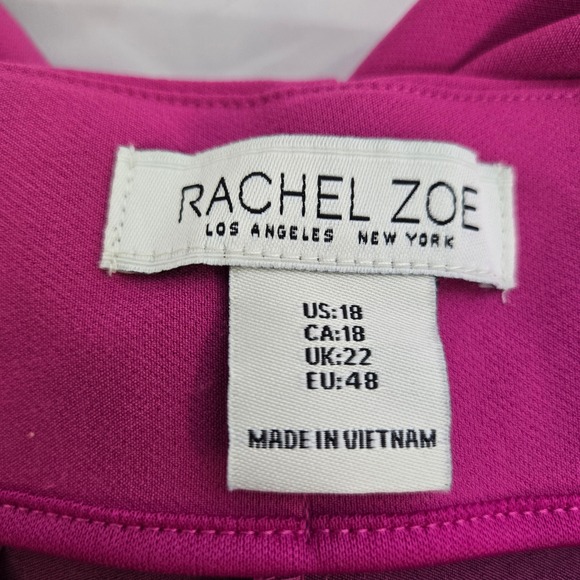 RACHEL ZOE
LOS ANGELES NEW YORK
US:18
CA:18
UK:22
EU:48
MADE IN VIETNAM